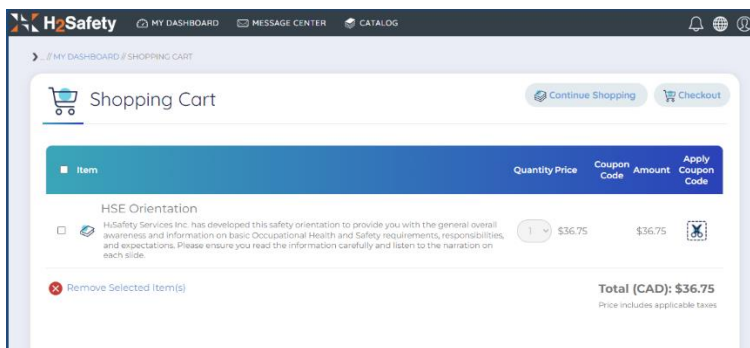 H2Safety MY DASHBOARD MESSAGE CENTER CATALOG
❯ .. // MY DASHBOARD // SHOPPING CART
Shopping Cart
Continue Shopping
Checkout
Item Quantity Price Coupon Code Amount Apply Coupon Code
HSE Orientation
H₂Safety Services Inc. has developed this safety orientation to provide you with the general overall
awareness and information on basic Occupational Health and Safety requirements, responsibilities,
and expectations. Please ensure you read the information carefully and listen to the narration on
each slide.
1 $36.75 $36.75
Remove Selected Item(s)
Total (CAD): $36.75
Price includes applicable taxes